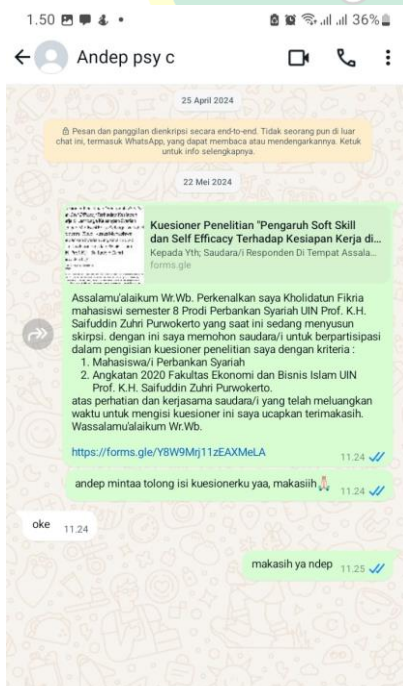 1.50
36%
Andep psy c
25 April 2024
Pesan dan panggilan dienkripsi secara end-to-end. Tidak seorang pun di luar
chat ini, termasuk WhatsApp, yang dapat membaca atau mendengarkannya. Ketuk
untuk info selengkapnya.
22 Mei 2024
Kuesioner Penelitian "Pengaruh Soft Skill
dan Self Efficacy Terhadap Kesiapan Kerja di...
Kepada Yth; Saudara/i Responden Di Tempat Assala...
forms.gle
Assalamu'alaikum Wr.Wb. Perkenalkan saya Kholidatun Fikria
mahasiswi semester 8 Prodi Perbankan Syariah UIN Prof. K.H.
Saifuddin Zuhri Purwokerto yang saat ini sedang menyusun
skirpsi. dengan ini saya memohon saudara/i untuk berpartisipasi
dalam pengisian kuesioner penelitian saya dengan kriteria :
1. Mahasiswa/i Perbankan Syariah
2. Angkatan 2020 Fakultas Ekonomi dan Bisnis Islam UIN
Prof. K.H. Saifuddin Zuhri Purwokerto.
atas perhatian dan kerjasama saudara/i yang telah meluangkan
waktu untuk mengisi kuesioner ini saya ucapkan terimakasih.
Wassalamu'alaikum Wr.Wb.
https://forms.gle/Y8W9Mrj11zEAXMeLA
11.24
andep mintaa tolong isi kuesionerku yaa, makasiih🙏🏻
11.24
oke
11.24
makasih ya ndep
11.25